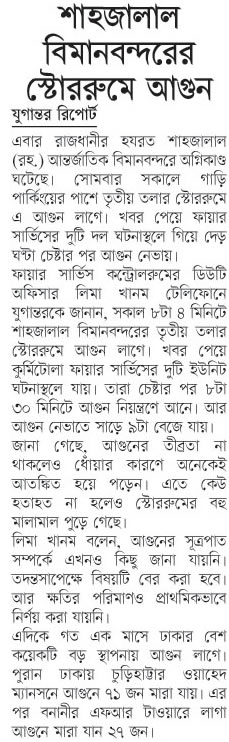 শাহজালাল
বিমানবন্দরের
স্টোররুমে আগুন
যুগান্তর রিপোর্ট
এবার রাজধানীর হযরত শাহজালাল
(রহ.) আন্তর্জাতিক বিমানবন্দরে অগ্নিকাণ্ড
ঘটেছে। সোমবার সকালে গাড়ি
পার্কিংয়ের পাশে তৃতীয় তলার স্টোররুমে
এ আগুন লাগে। খবর পেয়ে ফায়ার
সার্ভিসের দুটি দল ঘটনাস্থলে গিয়ে দেড়
ঘণ্টা চেষ্টার পর আগুন নেভায়।
ফায়ার সার্ভিস কন্ট্রোলরুমের ডিউটি
অফিসার লিমা খানম টেলিফোনে
যুগান্তরকে জানান, সকাল ৮টা ৪ মিনিটে
শাহজালাল বিমানবন্দরের তৃতীয় তলার
স্টোররুমে আগুন লাগে। খবর পেয়ে
কুর্মিটোলা ফায়ার সার্ভিসের দুটি ইউনিট
ঘটনাস্থলে যায়। তারা চেষ্টার পর ৮টা
৩০ মিনিটে আগুন নিয়ন্ত্রণে আনে। আর
আগুন নেভাতে সাড়ে ৯টা বেজে যায়।
জানা গেছে, আগুনের তীব্রতা না
থাকলেও ধোঁয়ার কারণে অনেকেই
আতঙ্কিত হয়ে পড়েন। এতে কেউ
হতাহত না হলেও স্টোররুমের বহু
মালামাল পুড়ে গেছে।
লিমা খানম বলেন, আগুনের সূত্রপাত
সম্পর্কে এখনও কিছু জানা যায়নি।
তদন্তসাপেক্ষে বিষয়টি বের করা হবে।
আর ক্ষতির পরিমাণও প্রাথমিকভাবে
নির্ণয় করা যায়নি।
এদিকে গত এক মাসে ঢাকার বেশ
কয়েকটি বড় স্থাপনায় আগুন লাগে।
পুরান ঢাকায় চুড়িহাট্টার ওয়াহেদ
ম্যানসনে আগুনে ৭১ জন মারা যায়। এর
পর বনানীর এফআর টাওয়ারে লাগা
আগুনে মারা যান ২৭ জন।